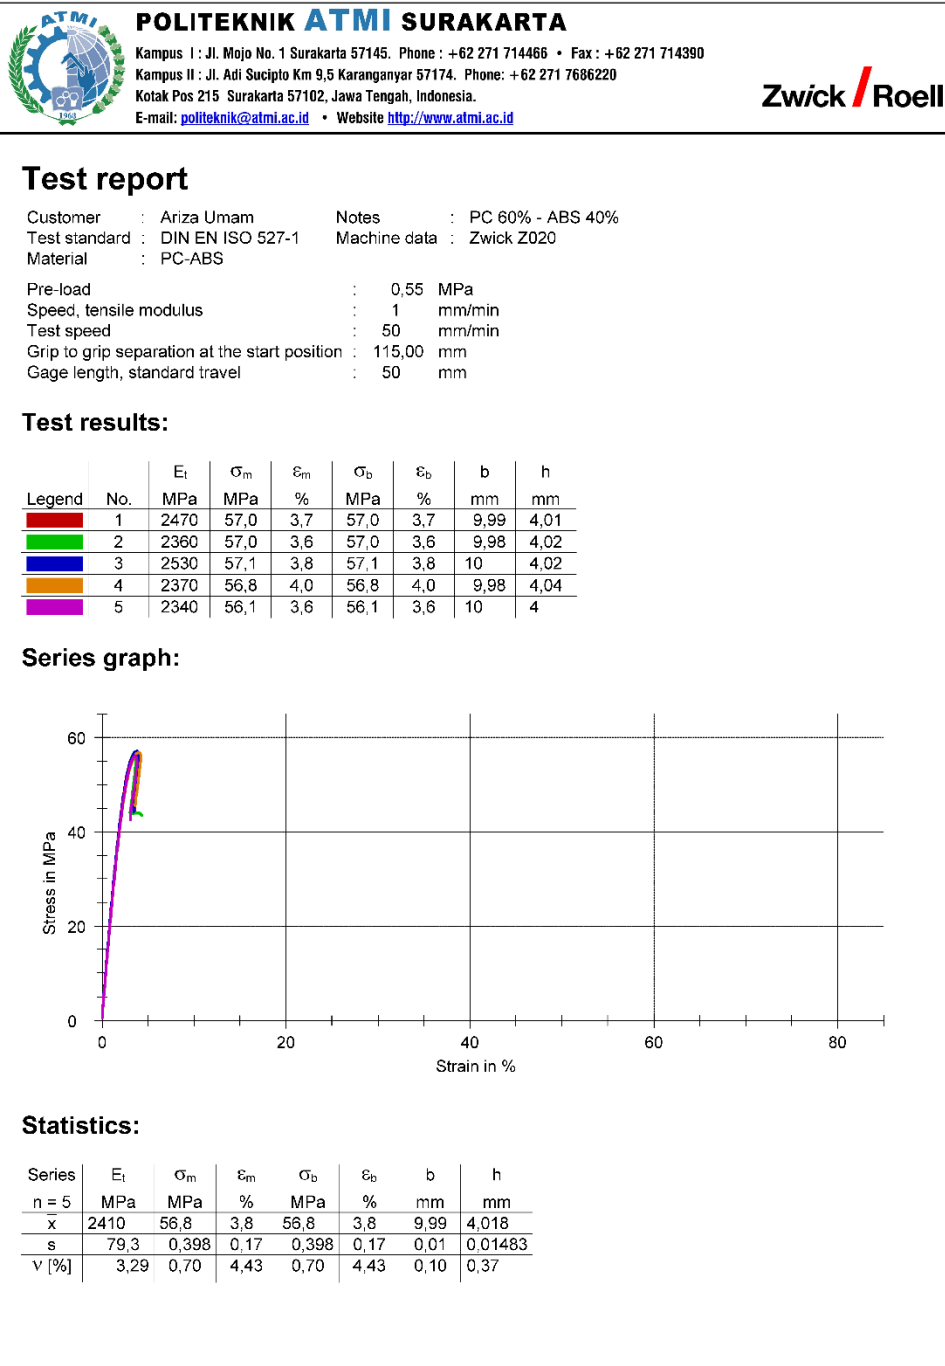 ATMI
1968
POLITEKNIK ATMI SURAKARTA
Kampus I : Jl. Mojo No. 1 Surakarta 57145. Phone : +62 271 714466 • Fax : +62 271 714390
Kampus II : Jl. Adi Sucipto Km 9,5 Karanganyar 57174. Phone: +62 271 7686220
Kotak Pos 215 Surakarta 57102, Jawa Tengah, Indonesia.
E-mail: politeknik@atmi.ac.id • Website http://www.atmi.ac.id
Zwick / Roell
Test report
Customer : Ariza Umam Notes : PC 60% - ABS 40%
Test standard : DIN EN ISO 527-1 Machine data : Zwick Z020
Material : PC-ABS
Pre-load : 0,55 MPa
Speed, tensile modulus : 1 mm/min
Test speed : 50 mm/min
Grip to grip separation at the start position : 115,00 mm
Gage length, standard travel : 50 mm
Test results:
Et σm εm σb εb b h
Legend No. MPa MPa % MPa % mm mm
1 2470 57,0 3,7 57,0 3,7 9,99 4,01
2 2360 57,0 3,6 57,0 3,6 9,98 4,02
3 2530 57,1 3,8 57,1 3,8 10 4,02
4 2370 56,8 4,0 56,8 4,0 9,98 4,04
5 2340 56,1 3,6 56,1 3,6 10 4
Series graph:
60
40
20
0
Stress in MPa
0 20 40 60 80
Strain in %
Statistics:
Series Et σm εm σb εb b h
n = 5 MPa MPa % MPa % mm mm
x̄ 2410 56,8 3,8 56,8 3,8 9,99 4,018
s 79,3 0,398 0,17 0,398 0,17 0,01 0,01483
ν [%] 3,29 0,70 4,43 0,70 4,43 0,10 0,37